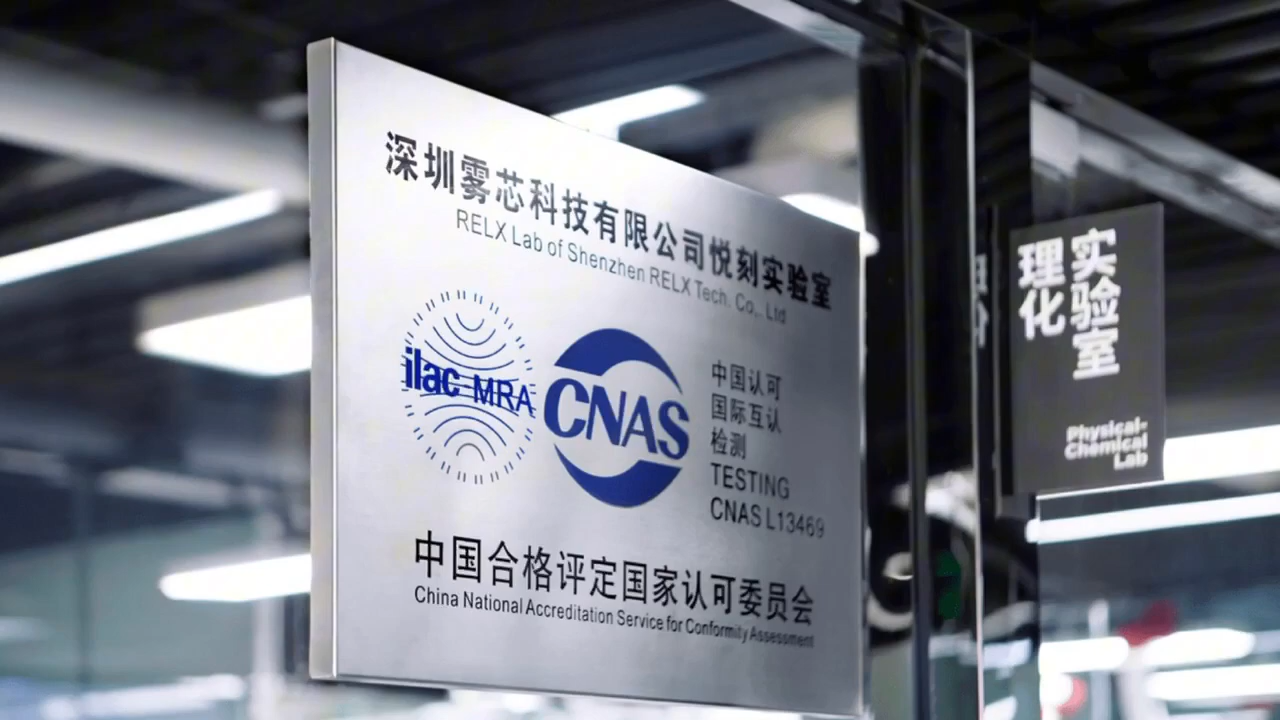 深圳雾芯科技有限公司悦刻实验室
RELX Lab of Shenzhen RELX Tech. Co,. Ltd
ilac-MRA
CNAS
中国认可
国际互认
检测
TESTING
CNAS L13469
中国合格评定国家认可委员会
China National Accreditation Service for Conformity Assessment
理化
实验室
Physical-
Chemical
Lab